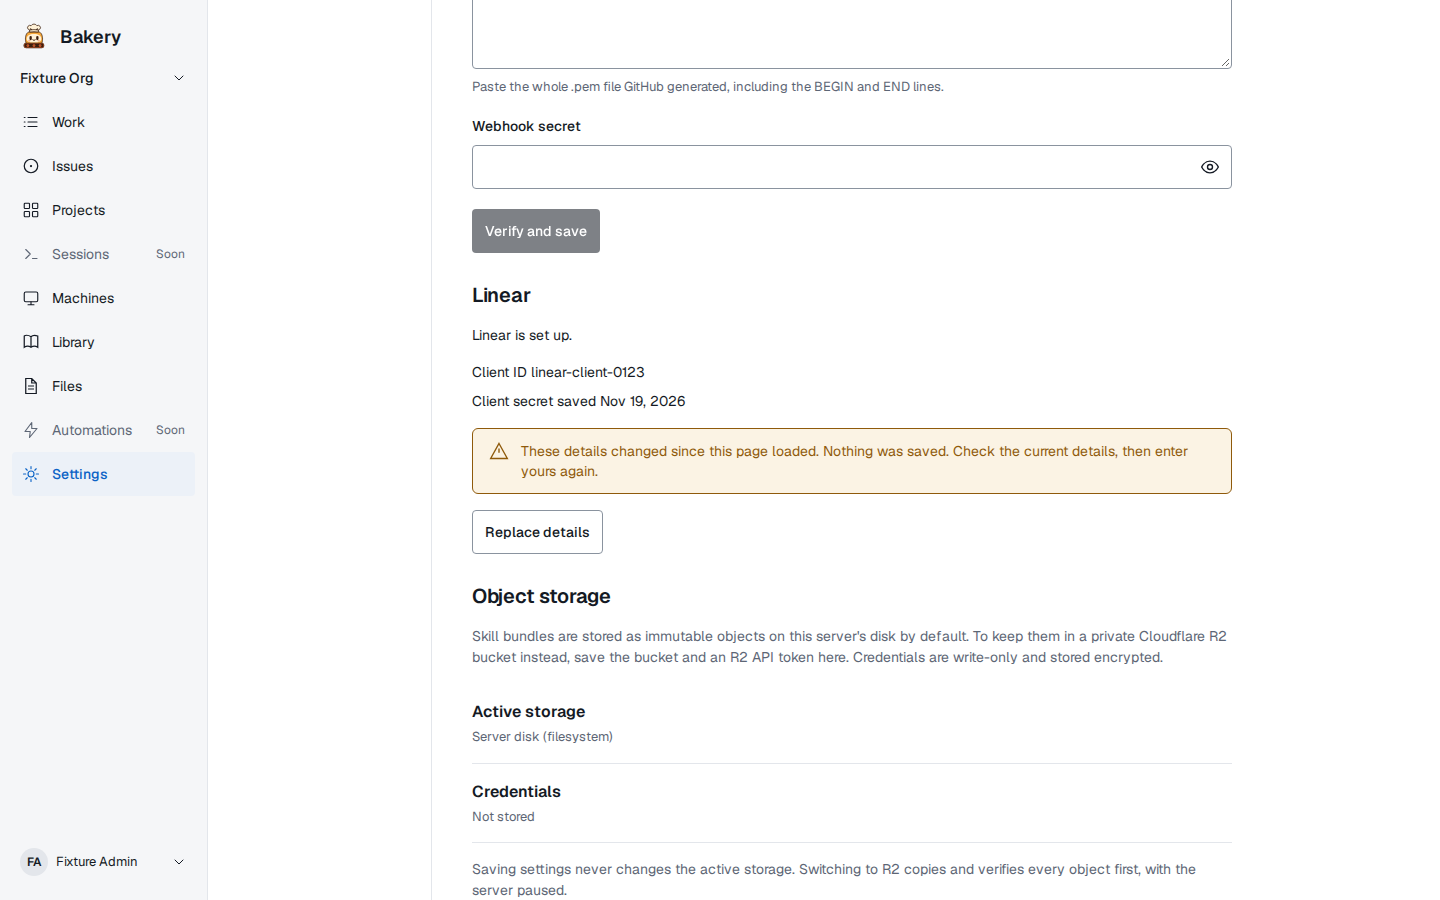 Bakery
Fixture Org
Work
Issues
Projects
Sessions Soon
Machines
Library
Files
Automations Soon
Settings
FA Fixture Admin
Paste the whole .pem file GitHub generated, including the BEGIN and END lines.
Webhook secret
Verify and save
Linear
Linear is set up.
Client ID linear-client-0123
Client secret saved Nov 19, 2026
These details changed since this page loaded. Nothing was saved. Check the current details, then enter
yours again.
Replace details
Object storage
Skill bundles are stored as immutable objects on this server's disk by default. To keep them in a private Cloudflare R2
bucket instead, save the bucket and an R2 API token here. Credentials are write-only and stored encrypted.
Active storage
Server disk (filesystem)
Credentials
Not stored
Saving settings never changes the active storage. Switching to R2 copies and verifies every object first, with the
server paused.